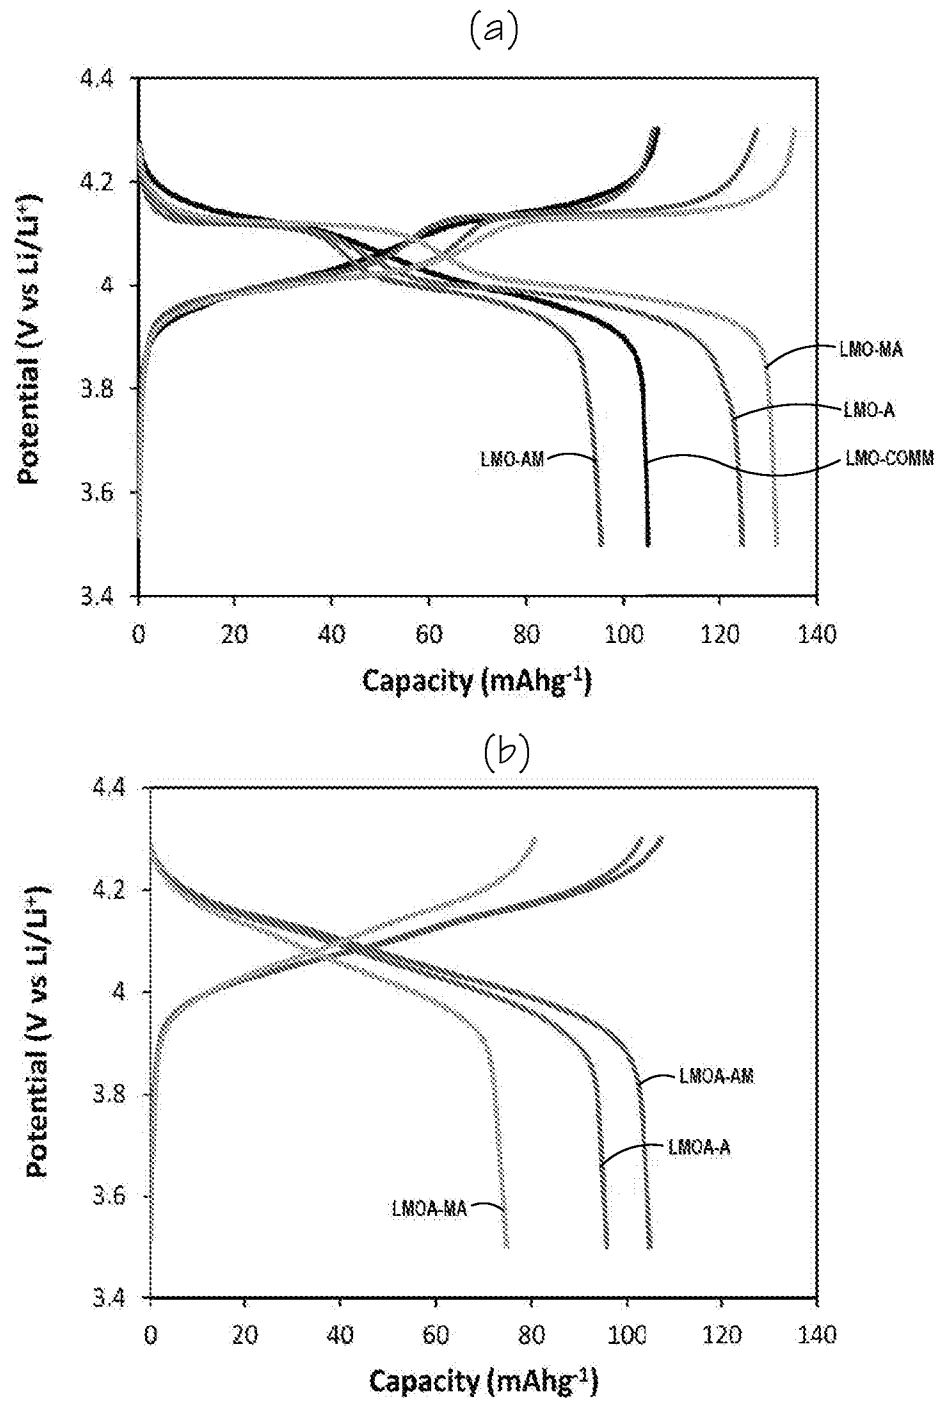 (a)
4.4
4.2
4
3.8
3.6
3.4
Potential (V vs Li/Li+)
LMO-MA
LMO-A
LMO-AM
LMO-COMM
0 20 40 60 80 100 120 140
Capacity (mAhg-1)
(b)
4.4
4.2
4
3.8
3.6
3.4
Potential (V vs Li/Li+)
LMOA-AM
LMOA-A
LMOA-MA
0 20 40 60 80 100 120 140
Capacity (mAhg-1)